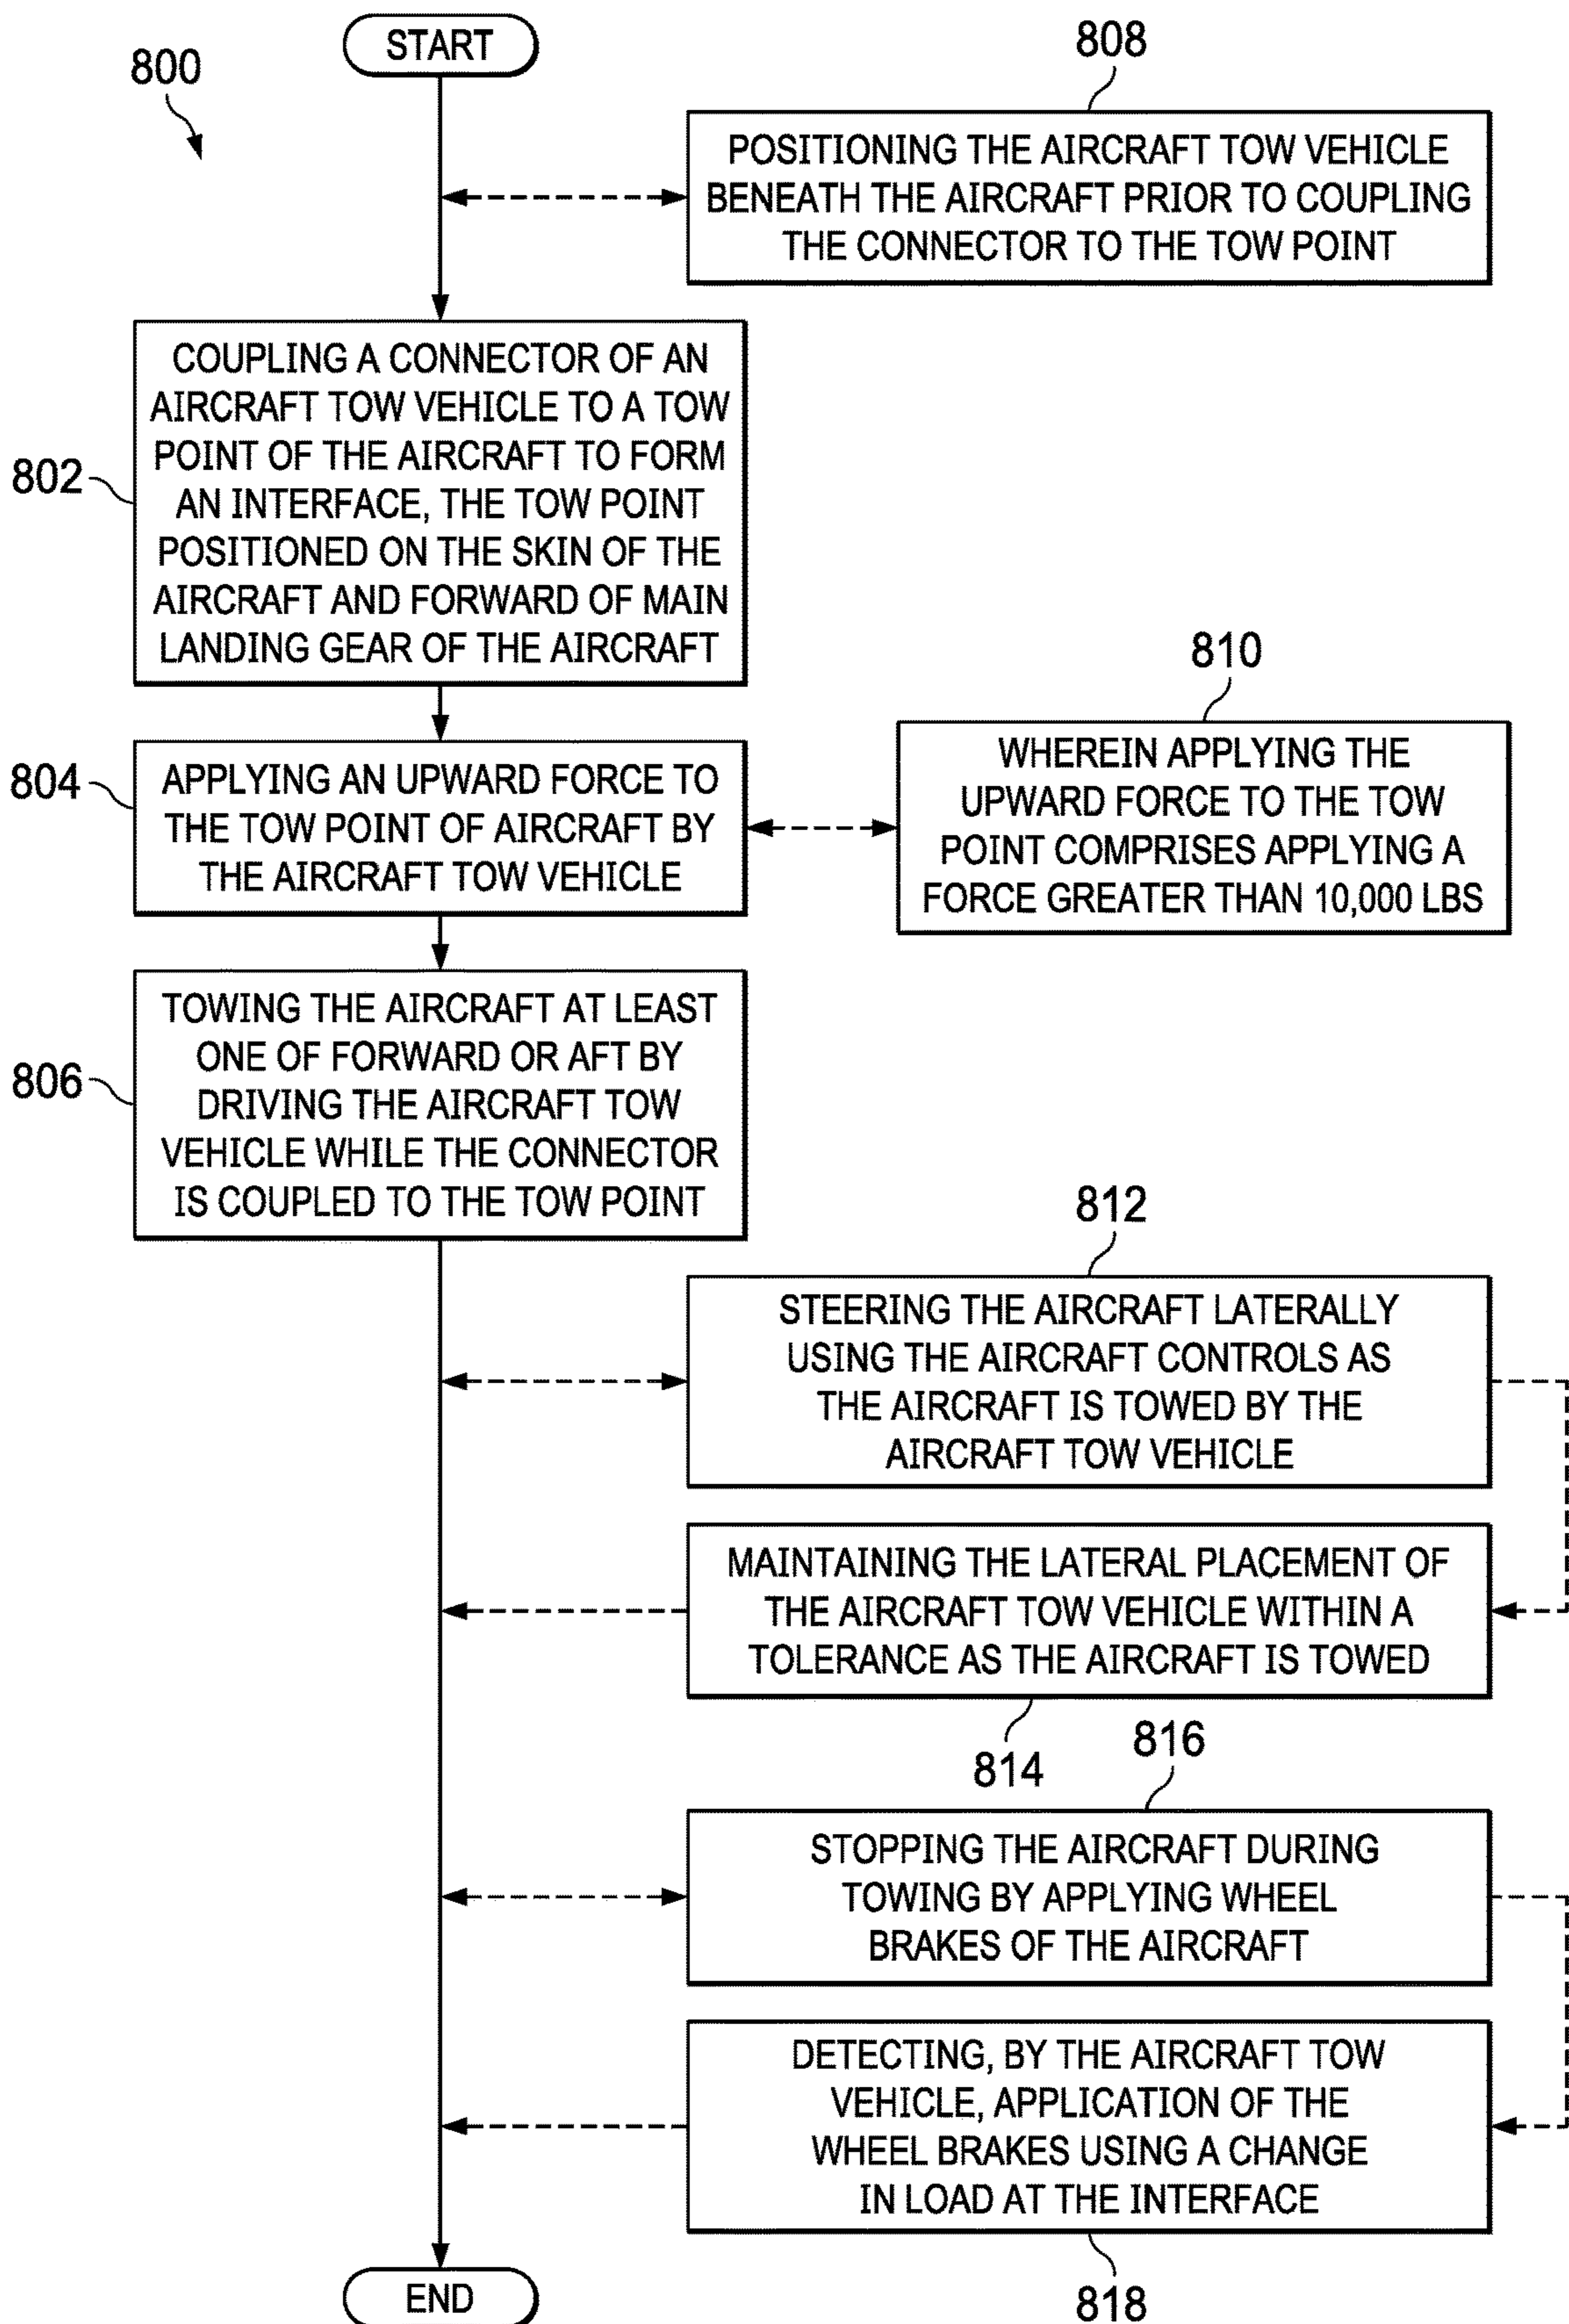 START
800
808
POSITIONING THE AIRCRAFT TOW VEHICLE
BENEATH THE AIRCRAFT PRIOR TO COUPLING
THE CONNECTOR TO THE TOW POINT
802
COUPLING A CONNECTOR OF AN
AIRCRAFT TOW VEHICLE TO A TOW
POINT OF THE AIRCRAFT TO FORM
AN INTERFACE, THE TOW POINT
POSITIONED ON THE SKIN OF THE
AIRCRAFT AND FORWARD OF MAIN
LANDING GEAR OF THE AIRCRAFT
804
APPLYING AN UPWARD FORCE TO
THE TOW POINT OF AIRCRAFT BY
THE AIRCRAFT TOW VEHICLE
810
WHEREIN APPLYING THE
UPWARD FORCE TO THE TOW
POINT COMPRISES APPLYING A
FORCE GREATER THAN 10,000 LBS
806
TOWING THE AIRCRAFT AT LEAST
ONE OF FORWARD OR AFT BY
DRIVING THE AIRCRAFT TOW
VEHICLE WHILE THE CONNECTOR
IS COUPLED TO THE TOW POINT
812
STEERING THE AIRCRAFT LATERALLY
USING THE AIRCRAFT CONTROLS AS
THE AIRCRAFT IS TOWED BY THE
AIRCRAFT TOW VEHICLE
MAINTAINING THE LATERAL PLACEMENT OF
THE AIRCRAFT TOW VEHICLE WITHIN A
TOLERANCE AS THE AIRCRAFT IS TOWED
814
816
STOPPING THE AIRCRAFT DURING
TOWING BY APPLYING WHEEL
BRAKES OF THE AIRCRAFT
DETECTING, BY THE AIRCRAFT TOW
VEHICLE, APPLICATION OF THE
WHEEL BRAKES USING A CHANGE
IN LOAD AT THE INTERFACE
818
END